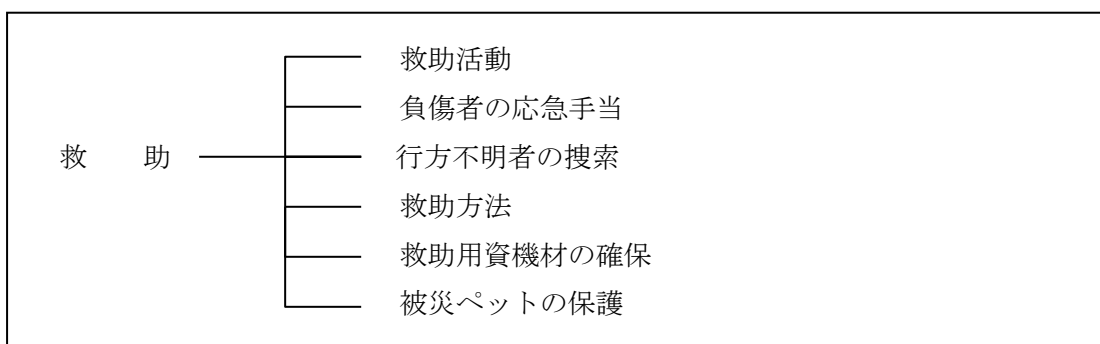 救助活動
負傷者の応急手当
救　　助
行方不明者の捜索
救助方法
救助用資機材の確保
被災ペットの保護